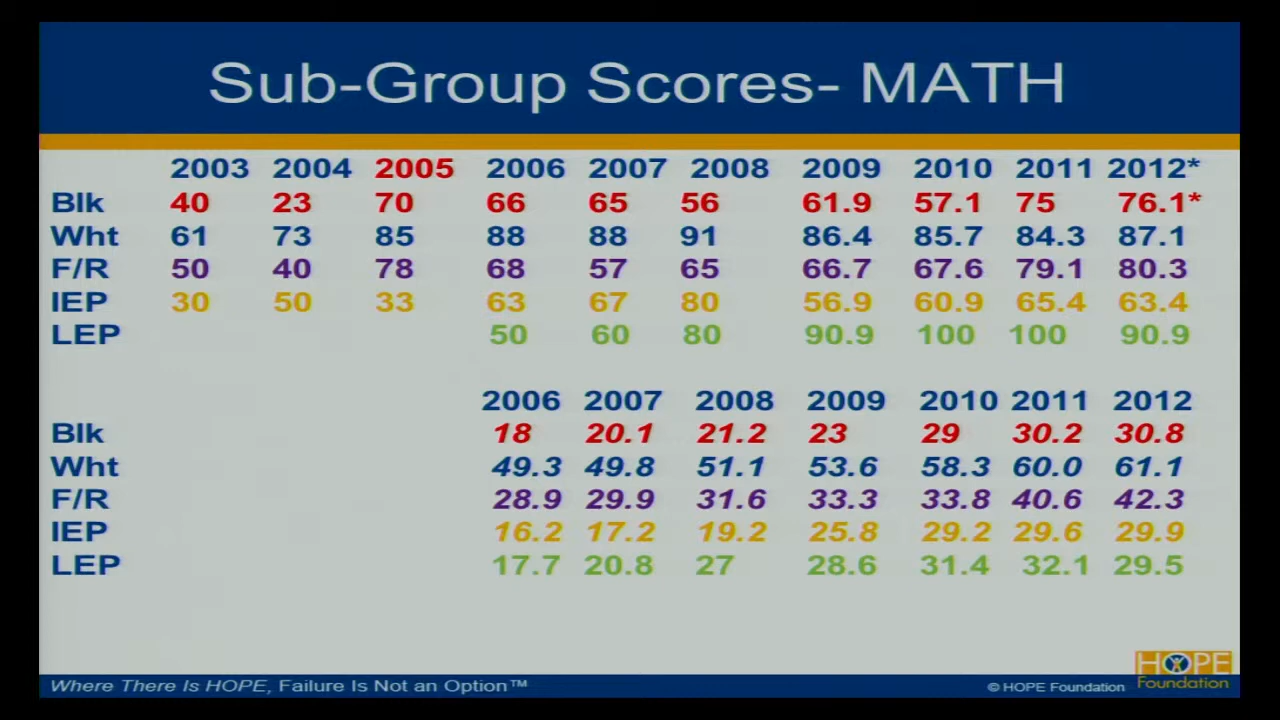 Sub-Group Scores- MATH
2003 2004 2005 2006 2007 2008 2009 2010 2011 2012*
Blk 40 23 70 66 65 56 61.9 57.1 75 76.1*
Wht 61 73 85 88 88 91 86.4 85.7 84.3 87.1
F/R 50 40 78 68 57 65 66.7 67.6 79.1 80.3
IEP 30 50 33 63 67 80 56.9 60.9 65.4 63.4
LEP 50 60 80 90.9 100 100 90.9
2006 2007 2008 2009 2010 2011 2012
Blk 18 20.1 21.2 23 29 30.2 30.8
Wht 49.3 49.8 51.1 53.6 58.3 60.0 61.1
F/R 28.9 29.9 31.6 33.3 33.8 40.6 42.3
IEP 16.2 17.2 19.2 25.8 29.2 29.6 29.9
LEP 17.7 20.8 27 28.6 31.4 32.1 29.5
HOPE
Foundation
Where There Is HOPE, Failure Is Not an Option™
© HOPE Foundation